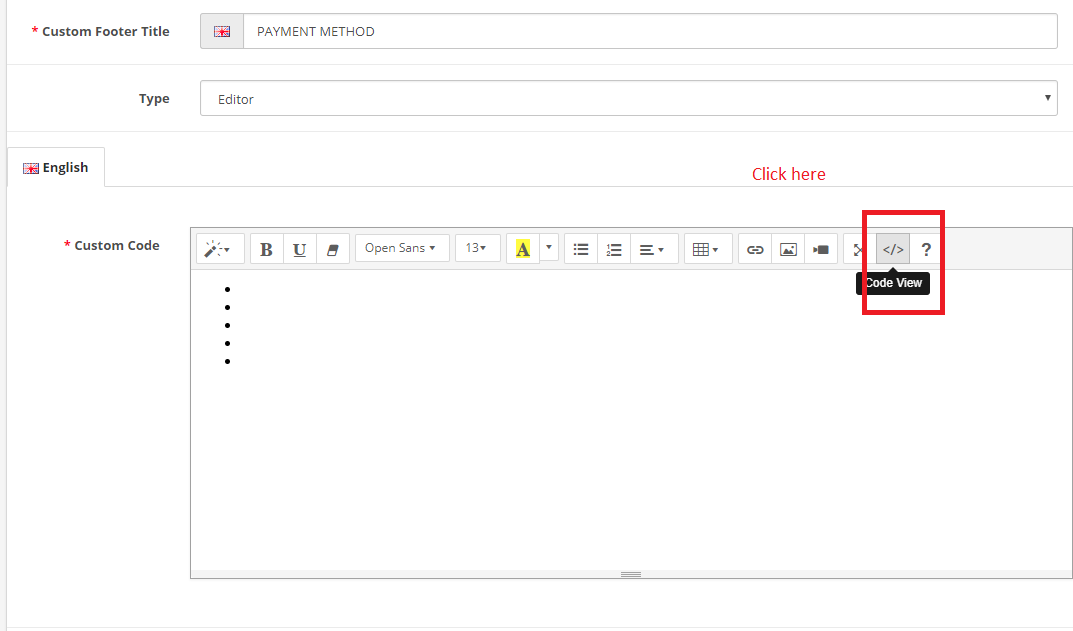 * Custom Footer Title
PAYMENT METHOD
Type
Editor
English
Click here
* Custom Code
B U Open Sans 13 A </> ?
Code View